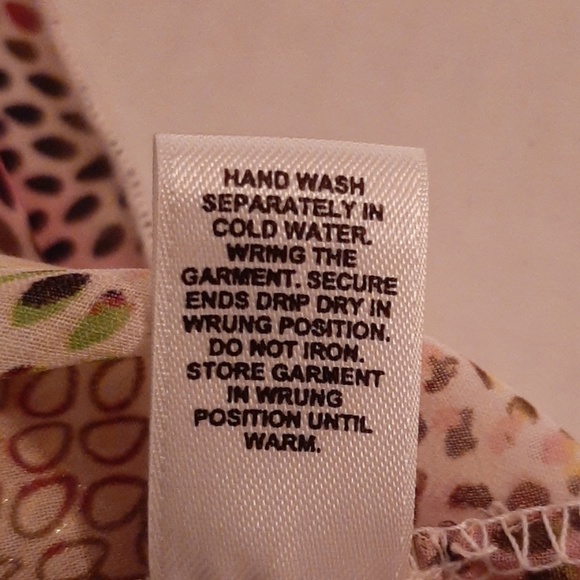 HAND WASH
SEPARATELY IN
COLD WATER.
WRING THE
GARMENT. SECURE
ENDS DRIP DRY IN
WRUNG POSITION.
DO NOT IRON.
STORE GARMENT
IN WRUNG
POSITION UNTIL
WARM.